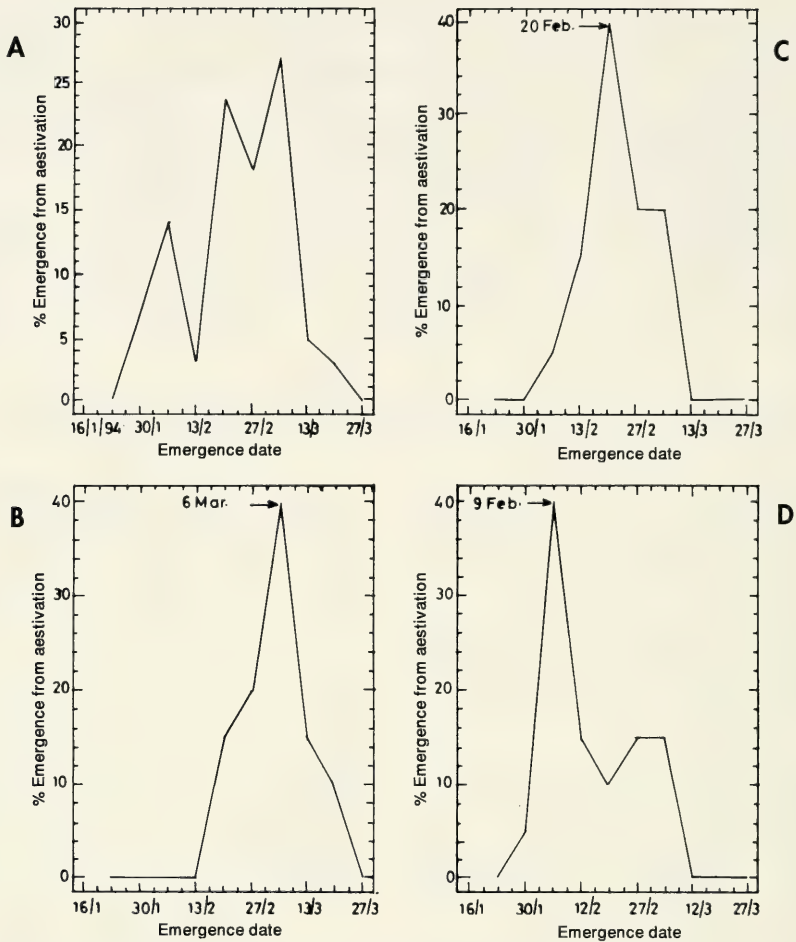 A
% Emergence from aestivation
30
25
20
15
10
5
0
16/1/94 30/1 13/2 27/2 13/3 27/3
Emergence date
C
% Emergence from aestivation
40
30
20
10
0
20 Feb.
16/1 30/1 13/2 27/2 13/3 27/3
Emergence date
B
% Emergence from aestivation
40
30
20
10
0
6 Mar.
16/1 30/1 13/2 27/2 13/3 27/3
Emergence date
D
% Emergence from aestivation
40
30
20
10
0
9 Feb.
16/1 30/1 12/2 27/2 12/3 27/3
Emergence date